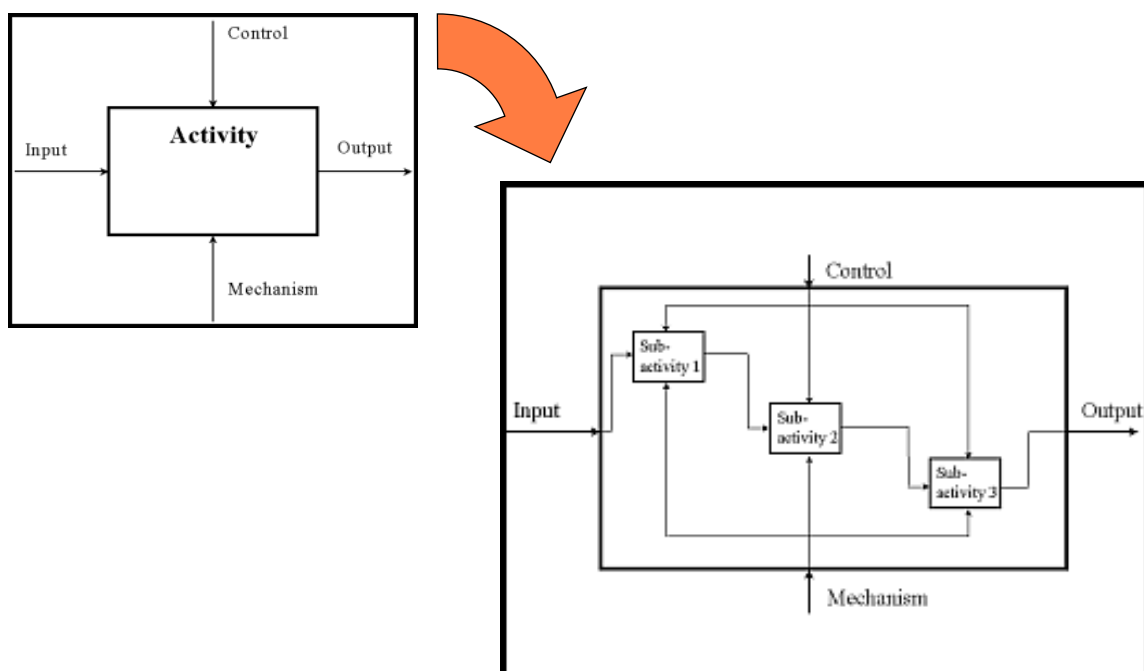 Control
Activity
Input
Output
Mechanism
Control
Sub-
activity 1
Input
Sub-
activity 2
Output
Sub-
activity 3
Mechanism